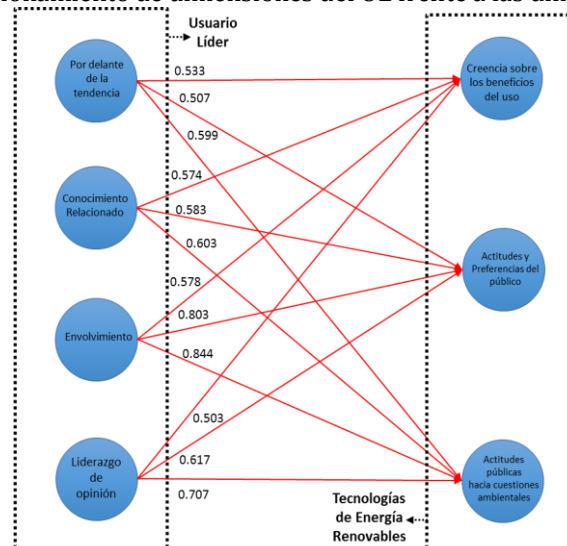 Usuario
Líder
Por delante
de la
tendencia
Creencia sobre
los beneficios
del uso
0.533
0.507
0.599
Conocimiento
Relacionado
0.574
0.583
0.603
Actitudes y
Preferencias del
público
Envolvimiento
0.578
0.803
0.844
Liderazgo
de
opinión
0.503
0.617
0.707
Actitudes
públicas
hacia cuestiones
ambientales
Tecnologías
de Energía
Renovables